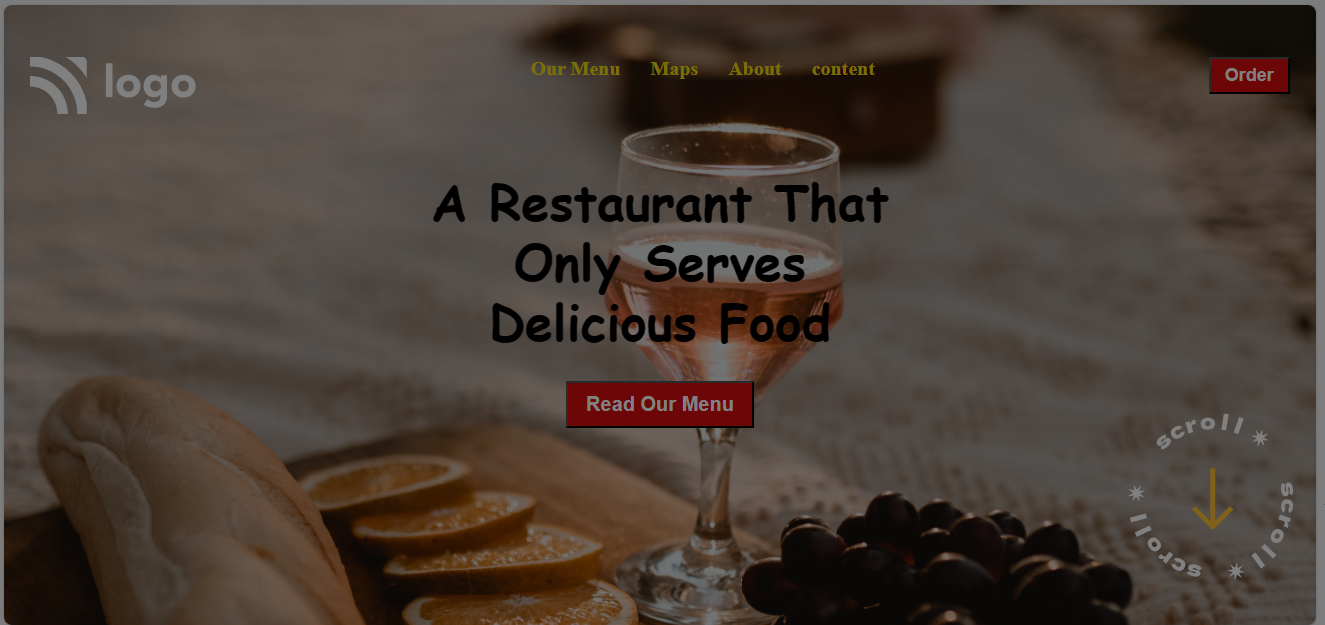 logo
Our Menu Maps About content
Order
A Restaurant That
Only Serves
Delicious Food
Read Our Menu
scroll * scroll * scroll *